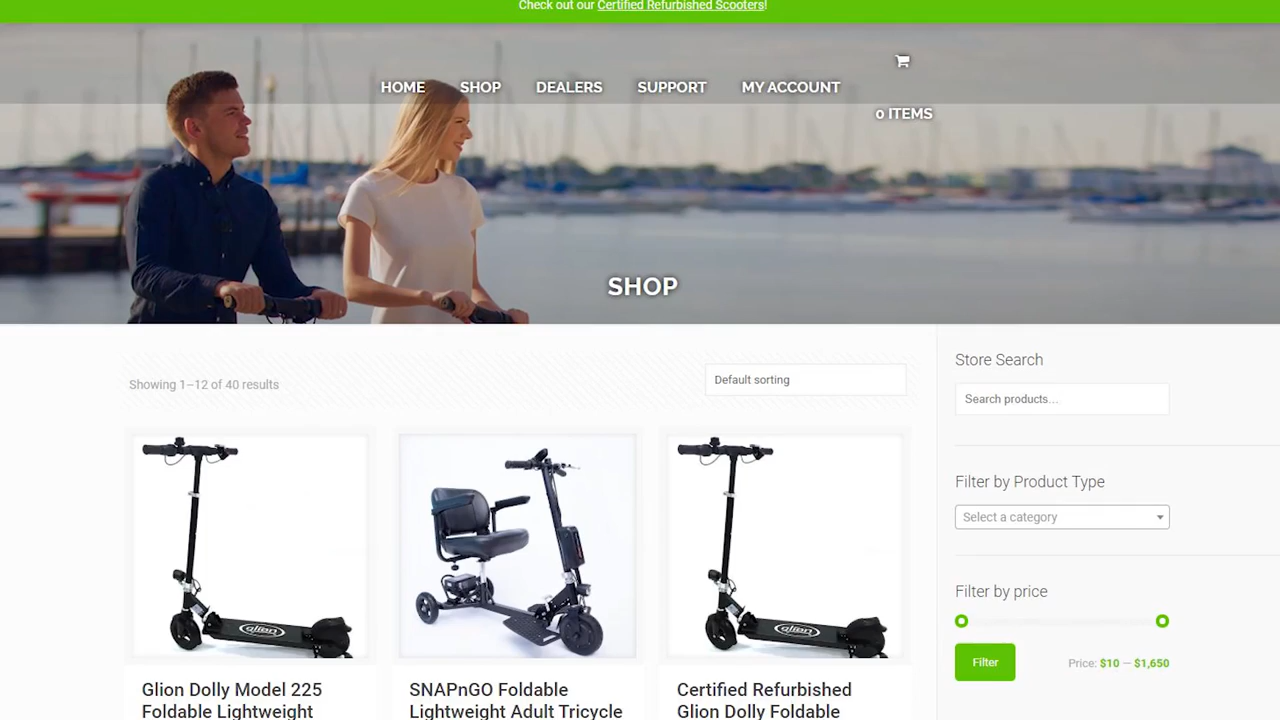 Check out our Certified Refurbished Scooters!
HOME SHOP DEALERS SUPPORT MY ACCOUNT
0 ITEMS
SHOP
Showing 1–12 of 40 results
Default sorting
Store Search
Search products...
Filter by Product Type
Select a category
Filter by price
Filter
Price: $10 — $1,650
glion
glion
Glion Dolly Model 225
Foldable Lightweight
SNAPnGO Foldable
Lightweight Adult Tricycle
Certified Refurbished
Glion Dolly Foldable